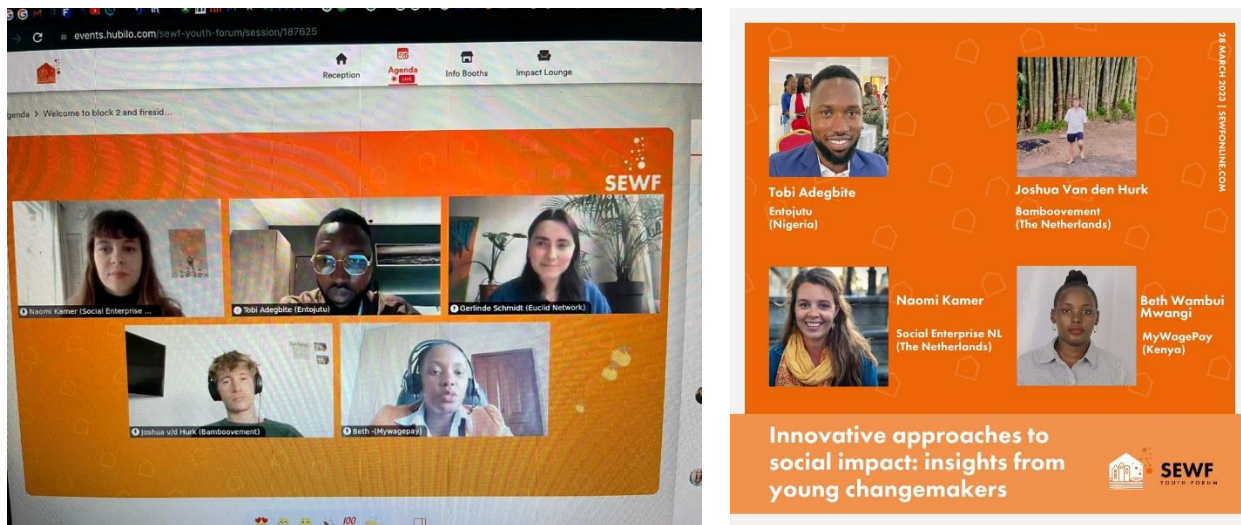 events.hubilo.com/sewf-youth-forum/session/187625
Reception
Agenda
LIVE
Info Booths
Impact Lounge
Welcome to block 2 and firesid...
SEWF
Naomi Kamer (Social Enterprise ...
Tobi Adegbite (Entojutu)
Gerlinde Schmidt (Euclid Network)
Joshua v/d Hurk (Bamboovement)
Beth -(Mywagepay)
100
28 MARCH 2023 | SEWFONLINE.COM
Tobi Adegbite
Entojutu
(Nigeria)
Joshua Van den Hurk
Bamboovement
(The Netherlands)
Naomi Kamer
Social Enterprise NL
(The Netherlands)
Beth Wambui
Mwangi
MyWagePay
(Kenya)
Innovative approaches to
social impact: insights from
young changemakers
SEWF
YOUTH FORUM